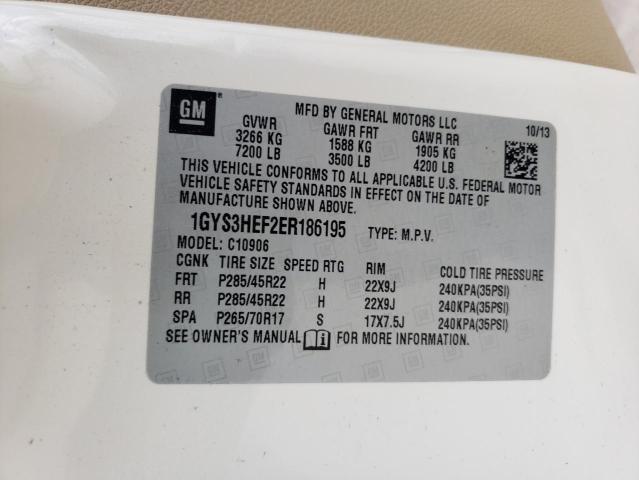 GM
MFD BY GENERAL MOTORS LLC 10/13
GVWR GAWR FRT GAWR RR
3266 KG 1588 KG 1905 KG
7200 LB 3500 LB 4200 LB
THIS VEHICLE CONFORMS TO ALL APPLICABLE U.S. FEDERAL MOTOR
VEHICLE SAFETY STANDARDS IN EFFECT ON THE DATE OF
MANUFACTURE SHOWN ABOVE.
1GYS3HEF2ER186195 TYPE: M.P.V.
MODEL: C10906
CGNK TIRE SIZE SPEED RTG RIM COLD TIRE PRESSURE
FRT P285/45R22 H 22X9J 240KPA(35PSI)
RR P285/45R22 H 22X9J 240KPA(35PSI)
SPA P265/70R17 S 17X7.5J 240KPA(35PSI)
SEE OWNER'S MANUAL FOR MORE INFORMATION.